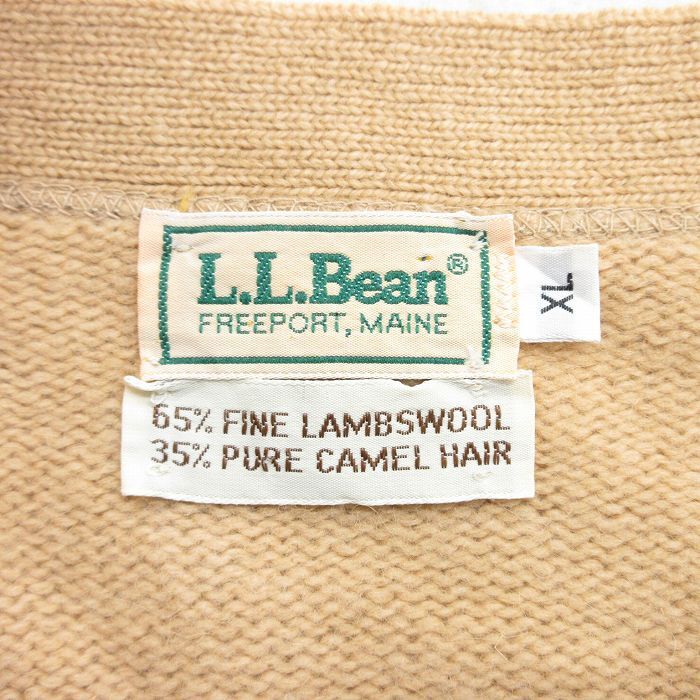 L.L.Bean®
FREEPORT, MAINE
XL
65% FINE LAMBSWOOL
35% PURE CAMEL HAIR